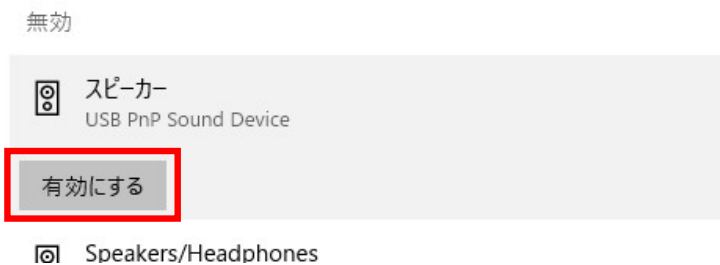 無効
スピーカー
USB PnP Sound Device
有効にする
Speakers/Headphones